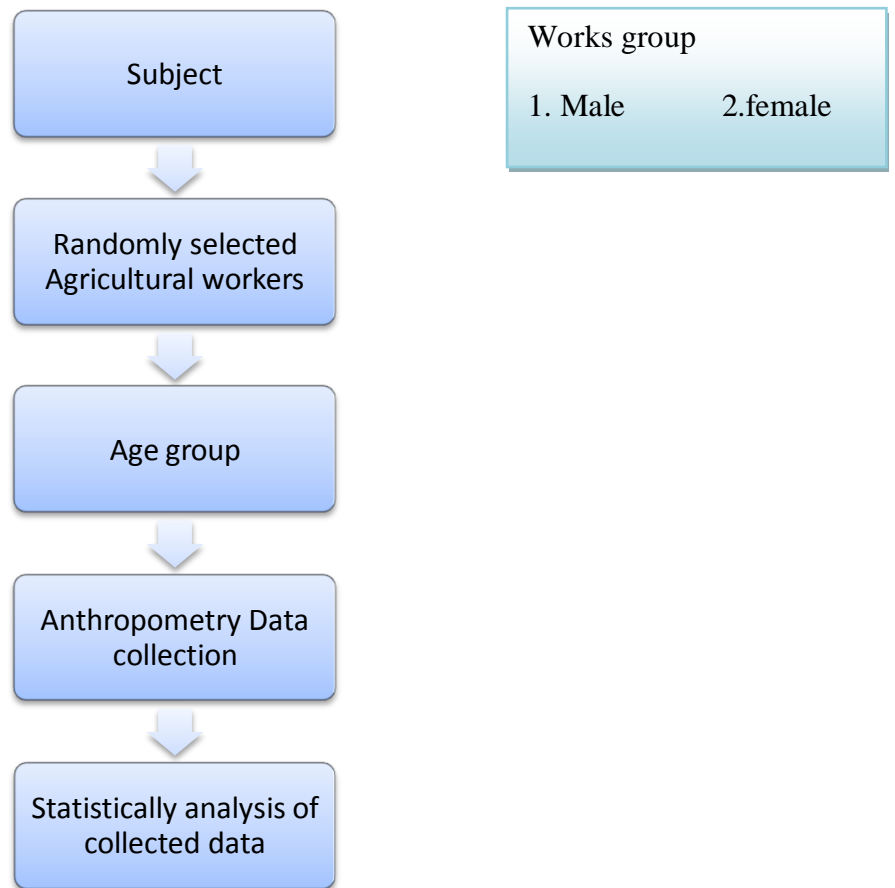 Subject
Randomly selected
Agricultural workers
Age group
Anthropometry Data
collection
Statistically analysis of
collected data
Works group
1. Male 2.female